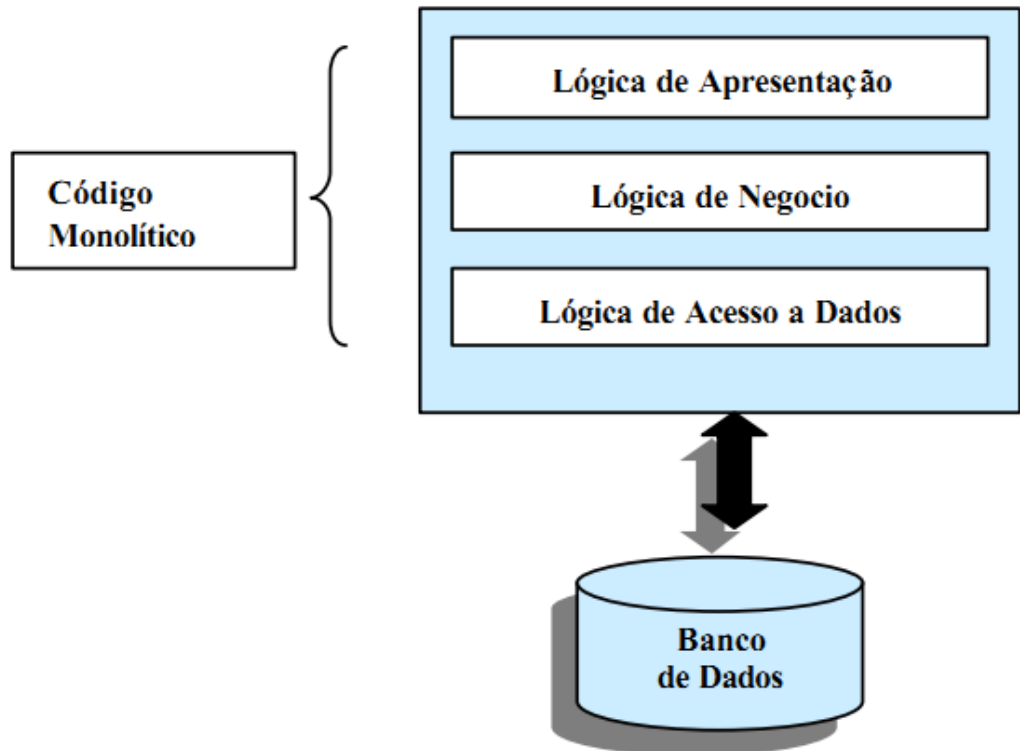 Lógica de Apresentação
Código
Monolítico
Lógica de Negocio
Lógica de Acesso a Dados
Banco
de Dados